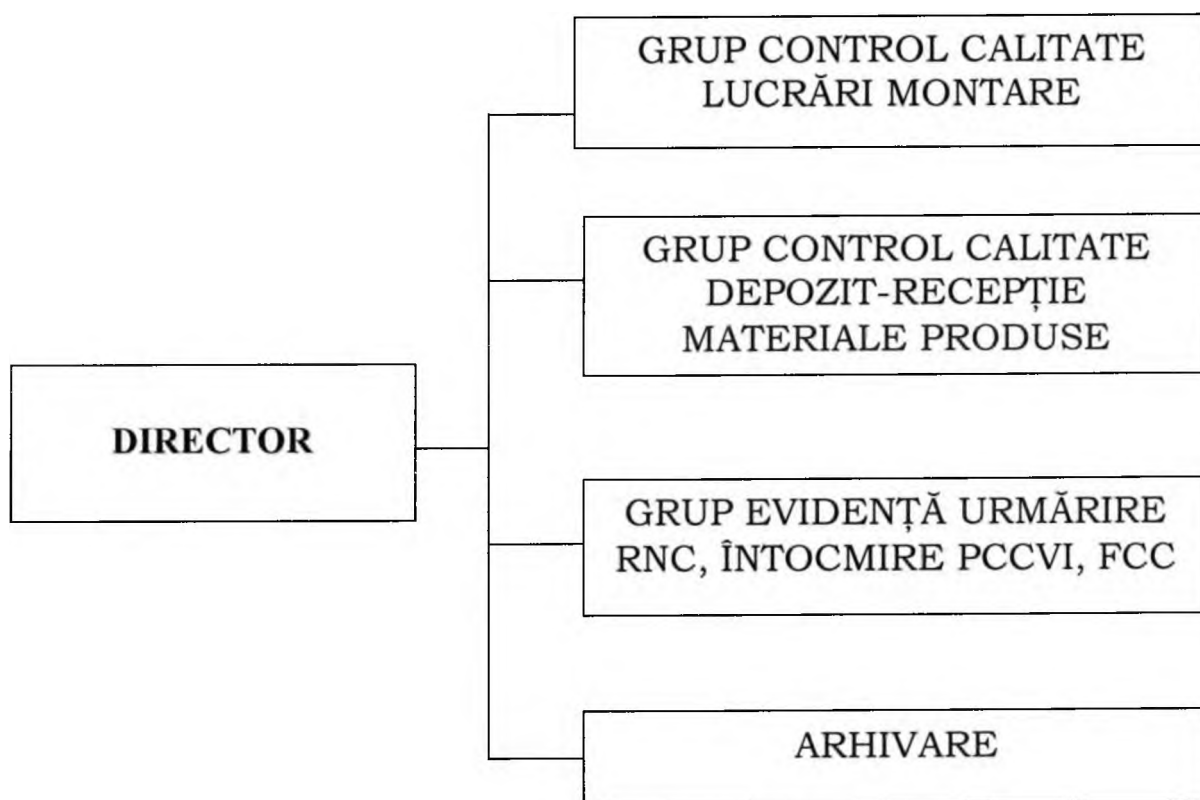 GRUP CONTROL CALITATE
LUCRĂRI MONTARE
GRUP CONTROL CALITATE
DEPOZIT-RECEPȚIE
MATERIALE PRODUSE
DIRECTOR
GRUP EVIDENȚĂ URMĂRIRE
RNC, ÎNTOCMIRE PCCVI, FCC
ARHIVARE